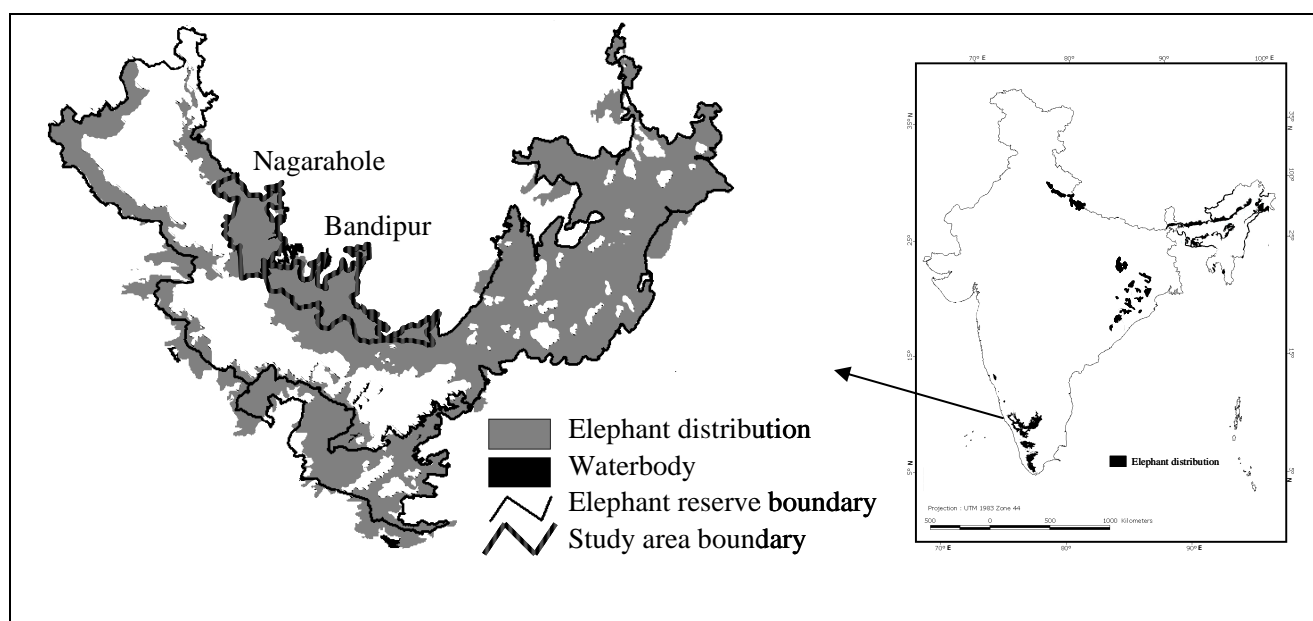 Nagarahole
Bandipur
Elephant distribution
Waterbody
Elephant reserve boundary
Study area boundary
70° E 80° 90° 100° E
Elephant distribution
Projection : UTM 1983 Zone 44
500 0 500 1000 Kilometers
70° E 80° 90° E